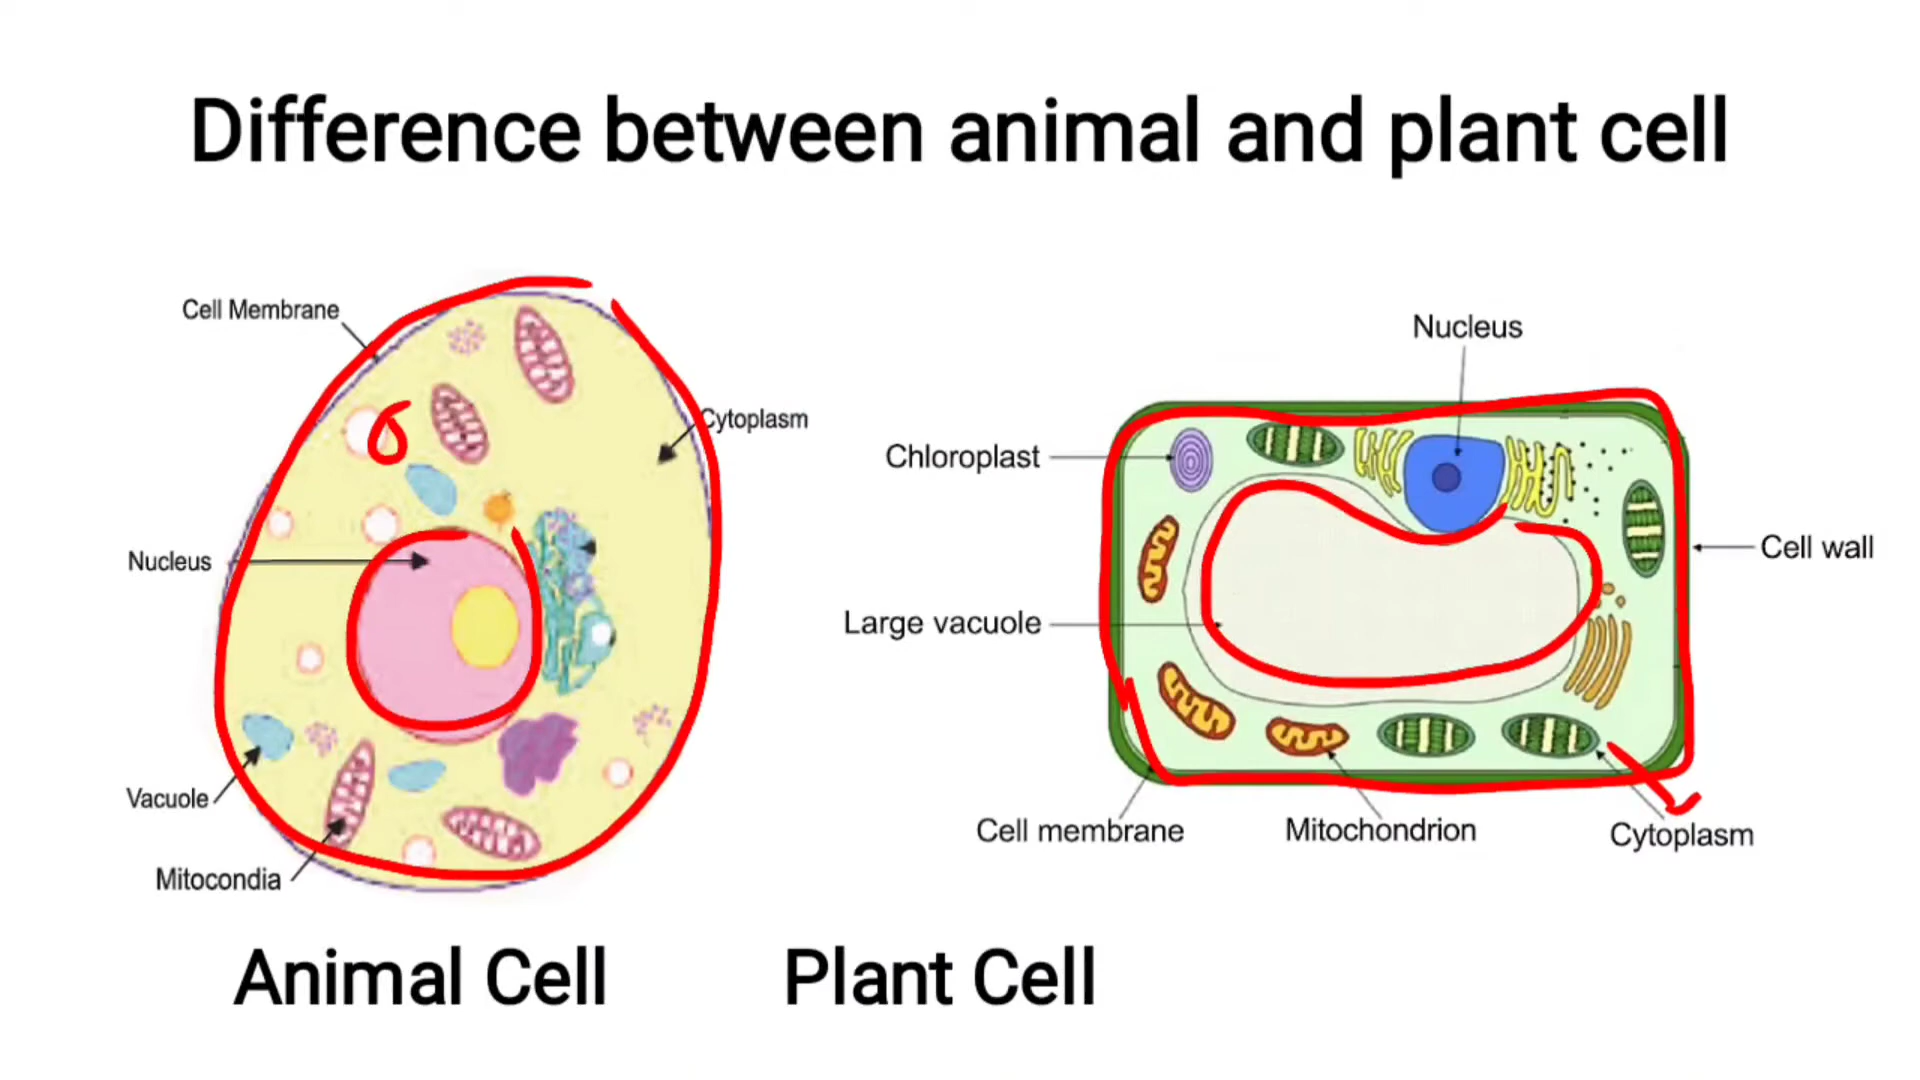 Difference between animal and plant cell
Cell Membrane
Cytoplasm
Nucleus
Vacuole
Mitocondia
Animal Cell
Nucleus
Chloroplast
Cell wall
Large vacuole
Cell membrane
Mitochondrion
Cytoplasm
Plant Cell